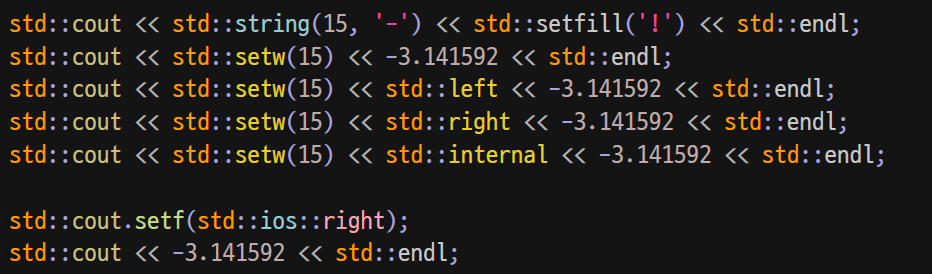 std::cout << std::string(15, '-') << std::setfill('!') << std::endl;
std::cout << std::setw(15) << -3.141592 << std::endl;
std::cout << std::setw(15) << std::left << -3.141592 << std::endl;
std::cout << std::setw(15) << std::right << -3.141592 << std::endl;
std::cout << std::setw(15) << std::internal << -3.141592 << std::endl;
std::cout.setf(std::ios::right);
std::cout << -3.141592 << std::endl;